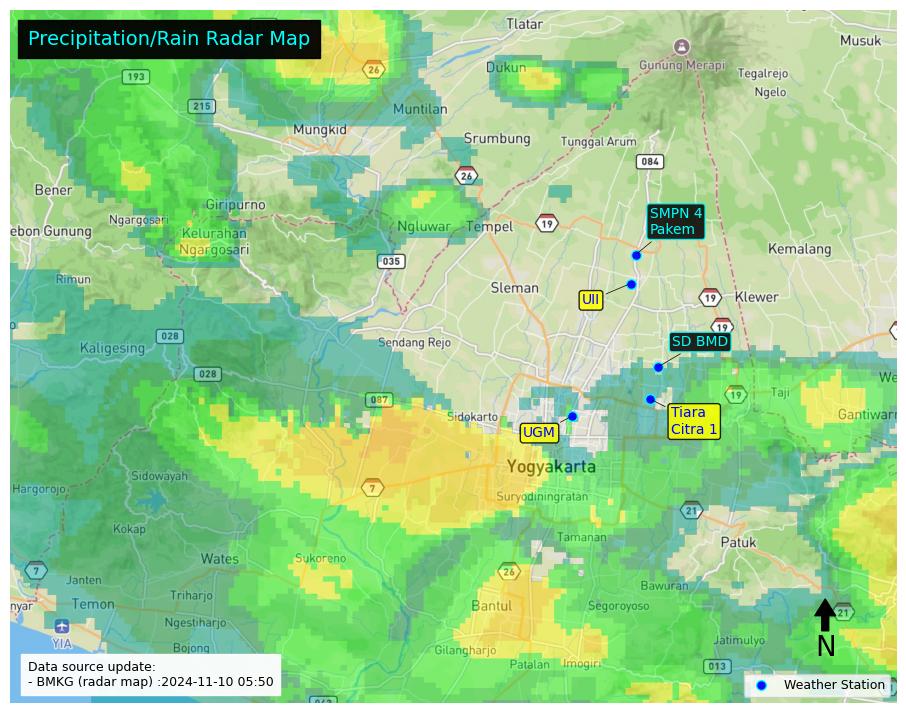 Precipitation/Rain Radar Map
Tlatar
Musuk
26
193
Dukun
Gunung Merapi
Tegalrejo
Ngelo
215
Muntilan
Mungkid
Srumbung
Tunggal Arum
084
26
Bener
Giripurno
Ngargosari
SMPN 4
Pakem
ebon Gunung
Kelurahan
Ngargosari
Ngluwar
Tempel
19
Kemalang
035
Rimun
Sleman
UII
19
Klewer
19
028
Kaligesing
Sendang Rejo
SD BMD
028
087
19
Taji
We
Gantiwarn
Sidokarto
Tiara
Citra 1
UGM
Yogyakarta
Sidowayah
Hargorojo
7
Suryodiningratan
21
Kokap
Tamanan
Patuk
Wates
Sukoreno
7
26
Janten
Bawuran
nyar
Temon
Triharjo
Bantul
Segoroyoso
21
Ngestiharjo
YIA
Bojong
Gilangharjo
Jatimulyo
N
Patalan
Imogiri
013
Data source update:
- BMKG (radar map) :2024-11-10 05:50
Weather Station